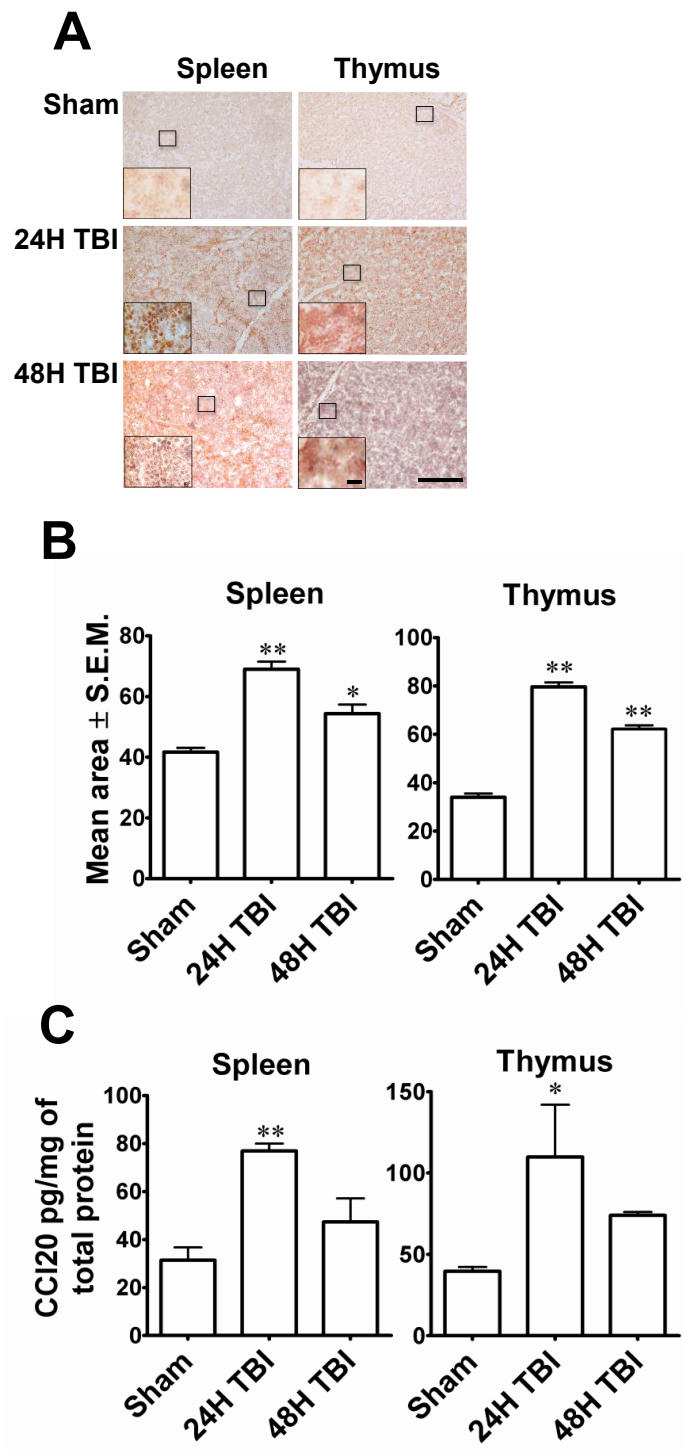 A
Spleen Thymus
Sham
24H TBI
48H TBI
B
Spleen Thymus
Mean area ± S.E.M.
80
60
40
20
0
** *
100
80
60
40
20
0
** **
Sham 24H TBI 48H TBI
Sham 24H TBI 48H TBI
C
Spleen Thymus
CCl20 pg/mg of
total protein
100
80
60
40
20
0
**
150
100
50
0
*
Sham 24H TBI 48H TBI
Sham 24H TBI 48H TBI